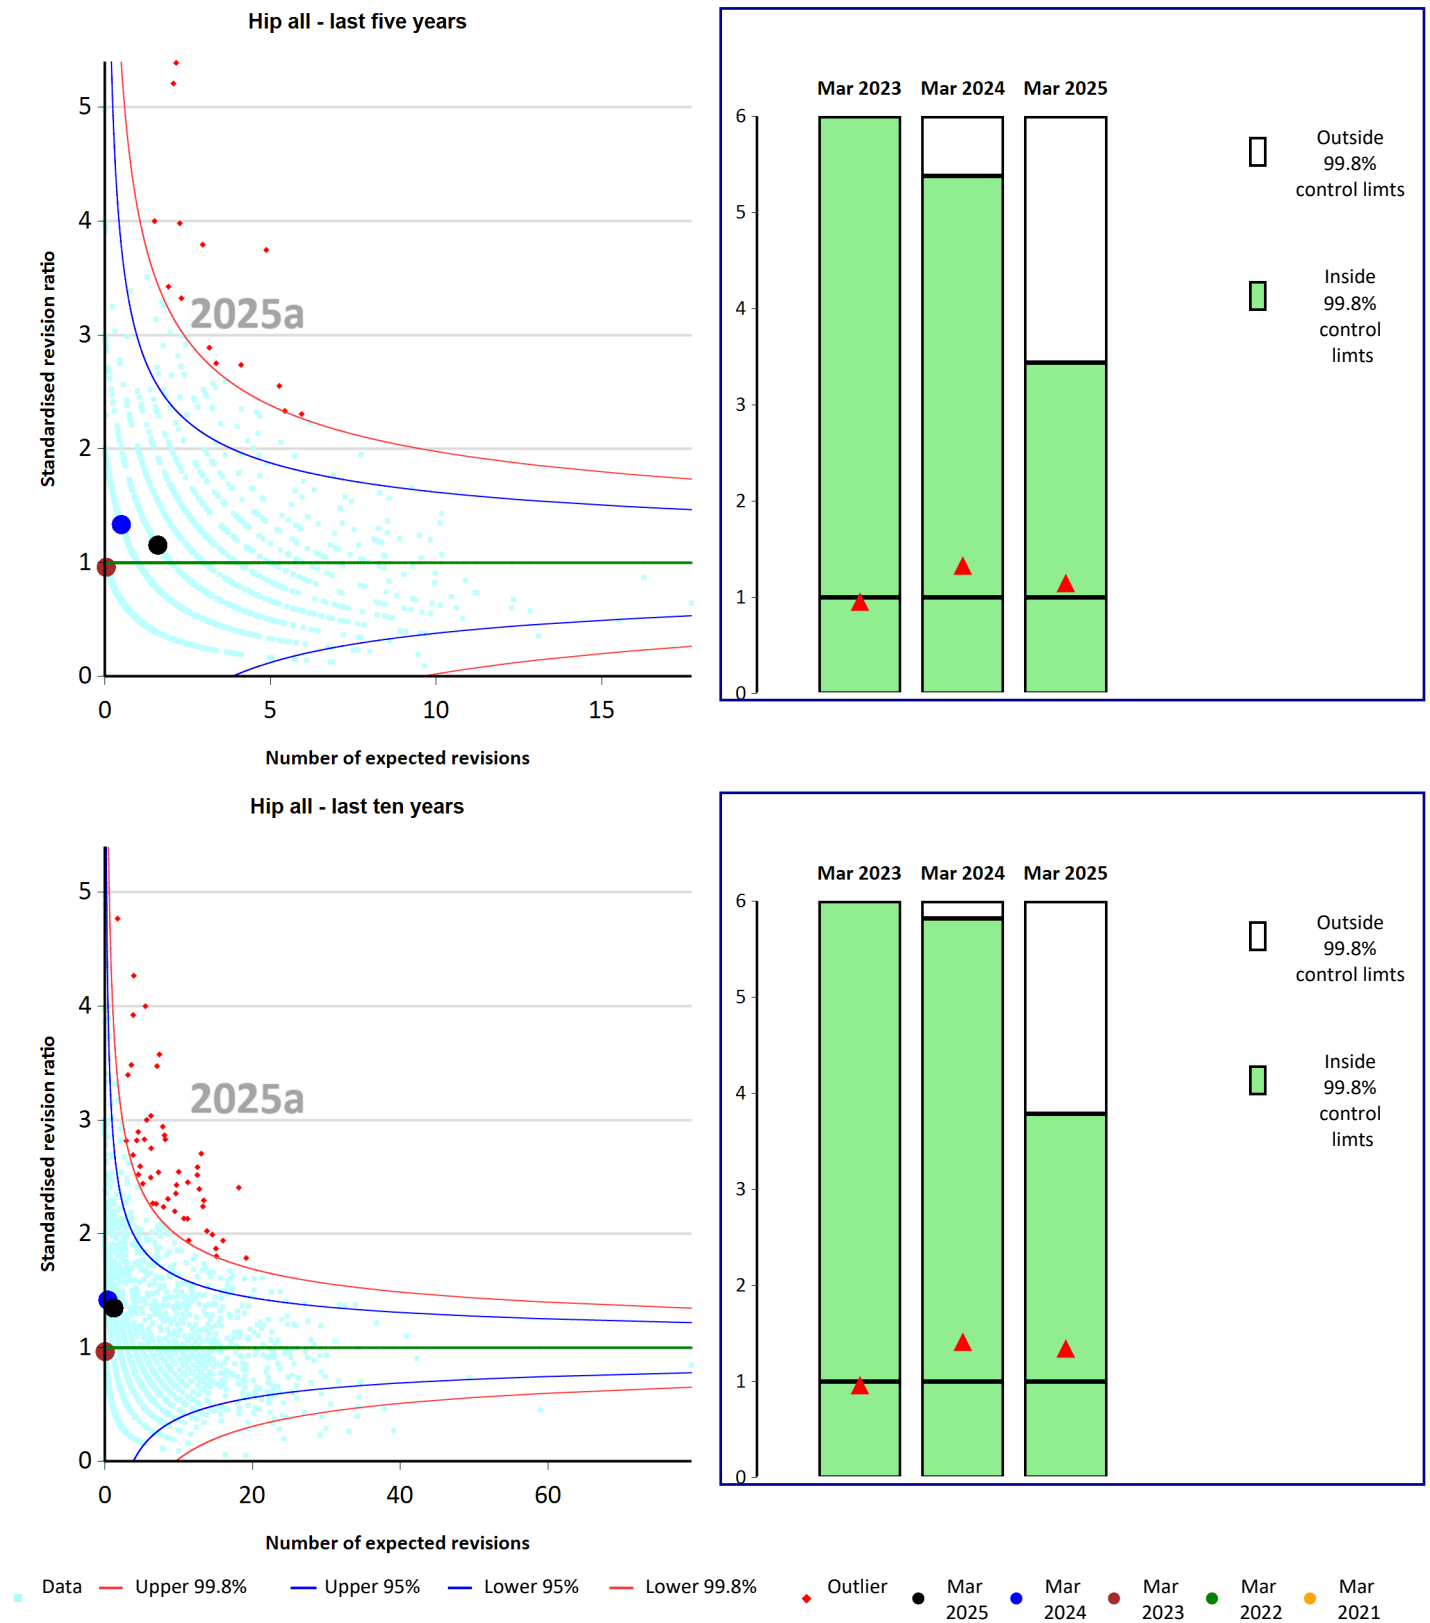 Hip all - last five years
Standardised revision ratio
5
4
3
2
1
0
2025a
0 5 10 15
Number of expected revisions
Mar 2023 Mar 2024 Mar 2025
6
5
4
3
2
1
0
Outside
99.8%
control limts
Inside
99.8%
control
limts
Hip all - last ten years
Standardised revision ratio
5
4
3
2
1
0
2025a
0 20 40 60
Number of expected revisions
Mar 2023 Mar 2024 Mar 2025
6
5
4
3
2
1
0
Outside
99.8%
control limts
Inside
99.8%
control
limts
Data Upper 99.8% Upper 95% Lower 95% Lower 99.8% Outlier Mar Mar Mar Mar Mar
2025 2024 2023 2022 2021